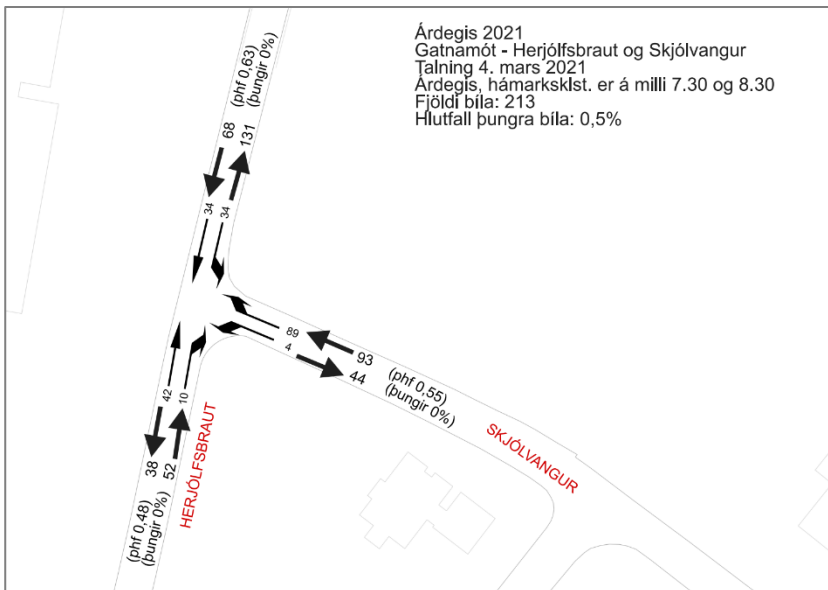 Árdegis 2021
Gatnamót - Herjólfsbraut og Skjólvangur
Talning 4. mars 2021
Árdegis, hámarksklst. er á milli 7.30 og 8.30
Fjöldi bíla: 213
Hlutfall þungra bíla: 0,5%
68 (phf 0,63)
131 (þungir 0%)
34
34
89
4
93
44
(phf 0,55)
(þungir 0%)
SKJÓLVANGUR
42
10
38
52
(phf 0,48)
(þungir 0%)
HERJÓLFSBRAUT